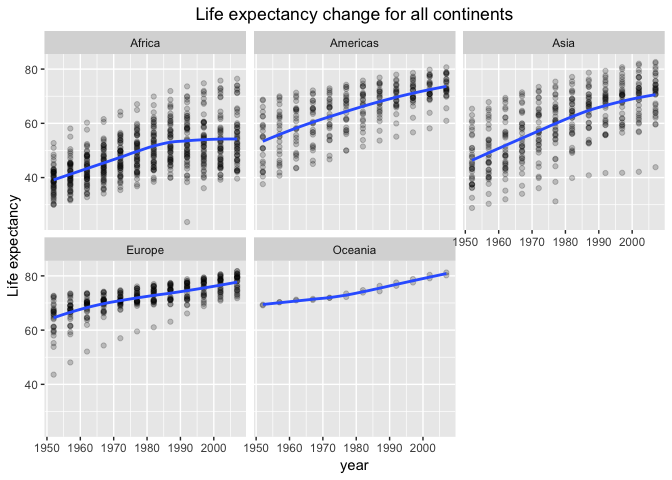 Life expectancy change for all continents
Africa Americas Asia
80
60
40
1950 1960 1970 1980 1990 2000
Europe Oceania
80
60
40
1950 1960 1970 1980 1990 2000 1950 1960 1970 1980 1990 2000
Life expectancy
year